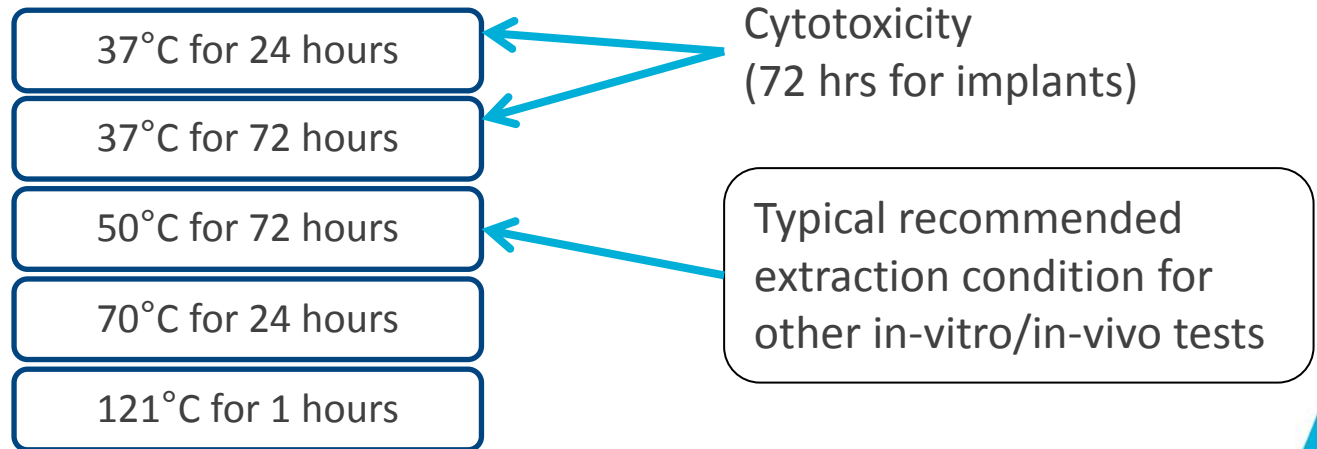 37°C for 24 hours
37°C for 72 hours
50°C for 72 hours
70°C for 24 hours
121°C for 1 hours
Cytotoxicity
(72 hrs for implants)
Typical recommended
extraction condition for
other in-vitro/in-vivo tests